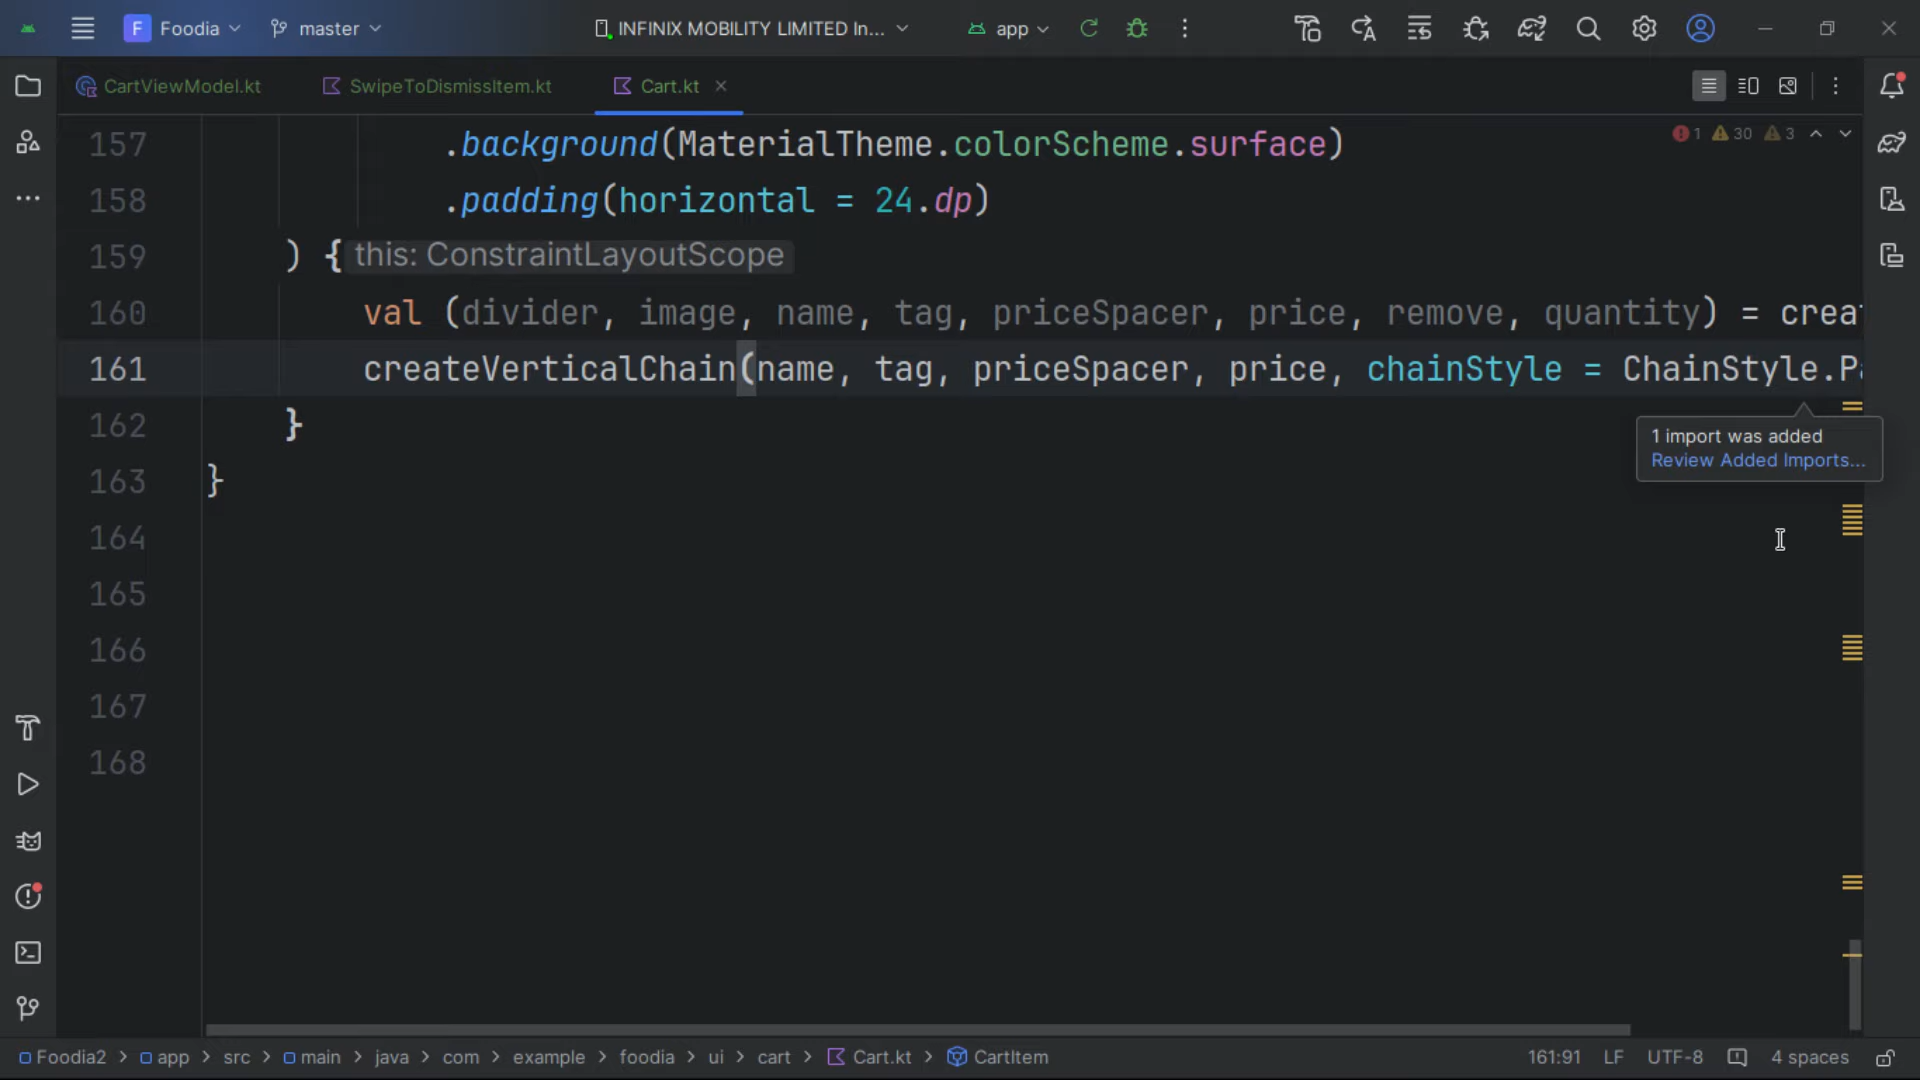 F Foodia master INFINIX MOBILITY LIMITED In... app
CartViewModel.kt SwipeToDismissItem.kt Cart.kt
157 .background(MaterialTheme.colorScheme.surface) 1 30 3
158 .padding(horizontal = 24.dp)
159 ) { this: ConstraintLayoutScope
160 val (divider, image, name, tag, priceSpacer, price, remove, quantity) = crea
161 createVerticalChain(name, tag, priceSpacer, price, chainStyle = ChainStyle.Pa
162 }
1 import was added
Review Added Imports...
163 }
164
165
166
167
168
Foodia2 > app > src > main > java > com > example > foodia > ui > cart > Cart.kt > CartItem 161:91 LF UTF-8 4 spaces